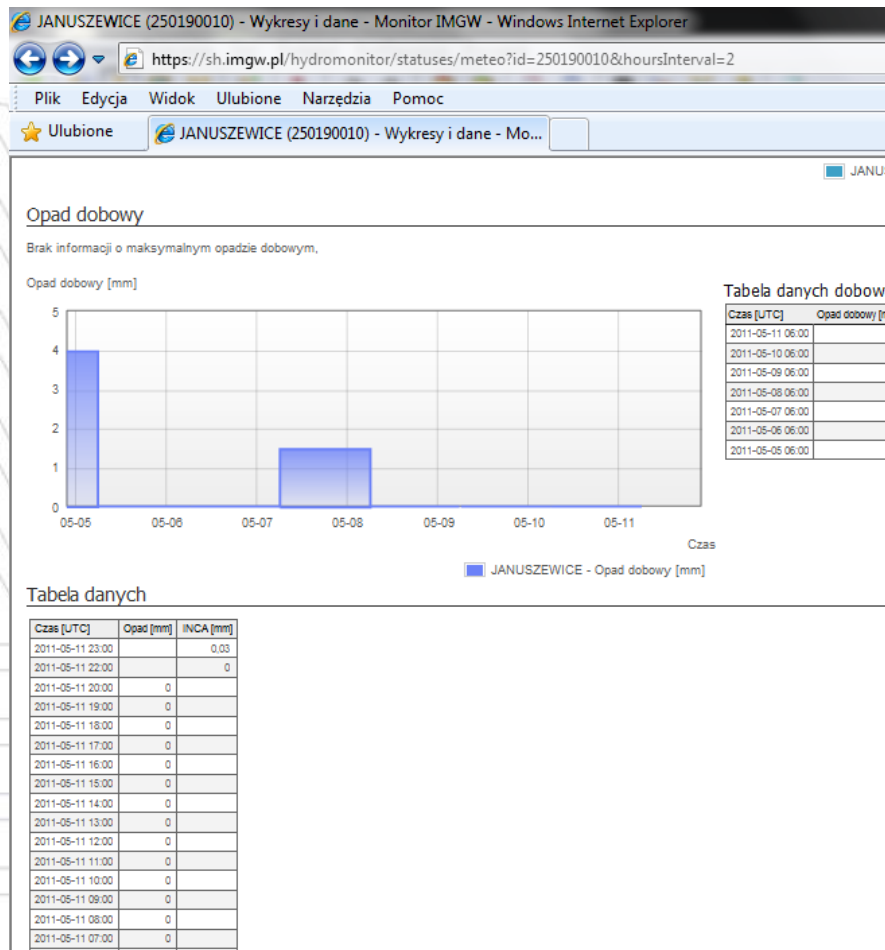 JANUSZEWICE (250190010) - Wykresy i dane - Monitor IMGW - Windows Internet Explorer
https://sh.imgw.pl/hydromonitor/statuses/meteo?id=250190010&hoursInterval=2
Plik Edycja Widok Ulubione Narzędzia Pomoc
Ulubione JANUSZEWICE (250190010) - Wykresy i dane - Mo...
JANUS
Opad dobowy
Brak informacji o maksymalnym opadzie dobowym,
Opad dobowy [mm]
5
4
3
2
1
0
05-05 05-06 05-07 05-08 05-09 05-10 05-11
Czas
JANUSZEWICE - Opad dobowy [mm]
Tabela danych dobow
Czas [UTC] Opad dobowy [m
2011-05-11 06:00
2011-05-10 06:00
2011-05-09 06:00
2011-05-08 06:00
2011-05-07 06:00
2011-05-06 06:00
2011-05-05 06:00
Tabela danych
Czas [UTC] Opad [mm] INCA [mm]
2011-05-11 23:00 0,03
2011-05-11 22:00 0
2011-05-11 20:00 0
2011-05-11 19:00 0
2011-05-11 18:00 0
2011-05-11 17:00 0
2011-05-11 16:00 0
2011-05-11 15:00 0
2011-05-11 14:00 0
2011-05-11 13:00 0
2011-05-11 12:00 0
2011-05-11 11:00 0
2011-05-11 10:00 0
2011-05-11 09:00 0
2011-05-11 08:00 0
2011-05-11 07:00 0